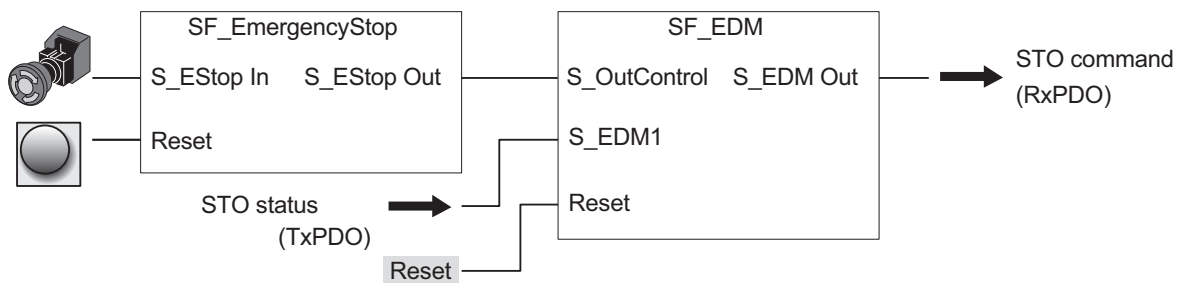 SF_EmergencyStop
S_EStop In
S_EStop Out
Reset
SF_EDM
S_OutControl
S_EDM Out
S_EDM1
Reset
STO command
(RxPDO)
STO status
(TxPDO)
Reset